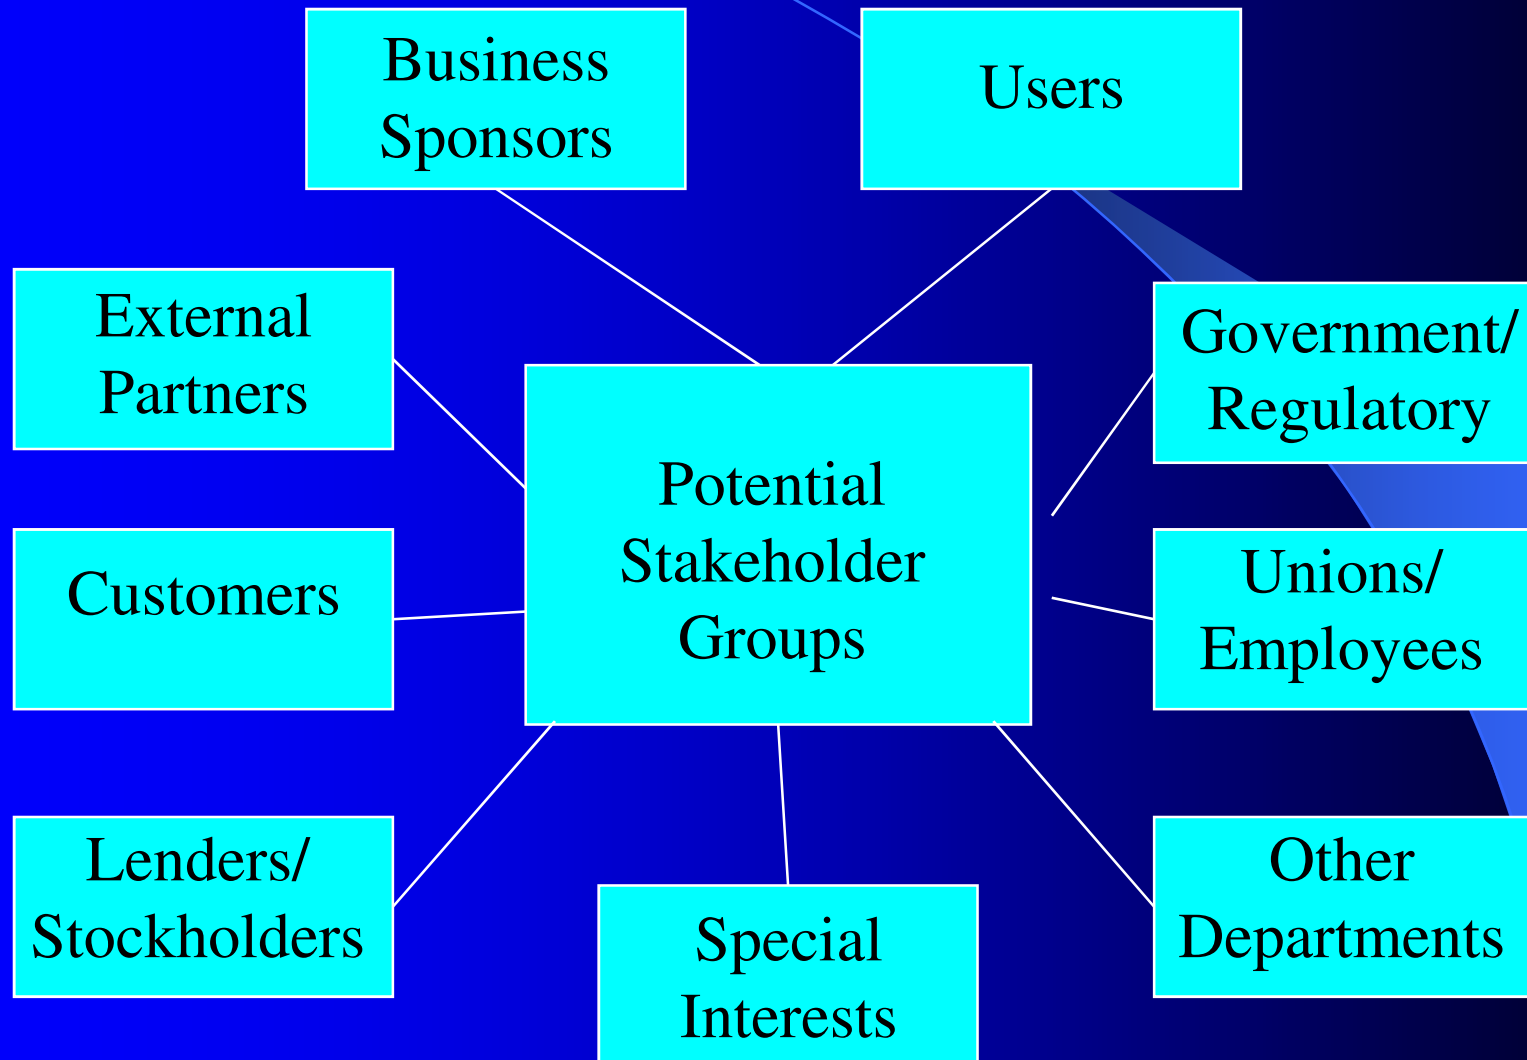 Business
Sponsors
Users
External
Partners
Government/
Regulatory
Potential
Stakeholder
Groups
Customers
Unions/
Employees
Lenders/
Stockholders
Special
Interests
Other
Departments